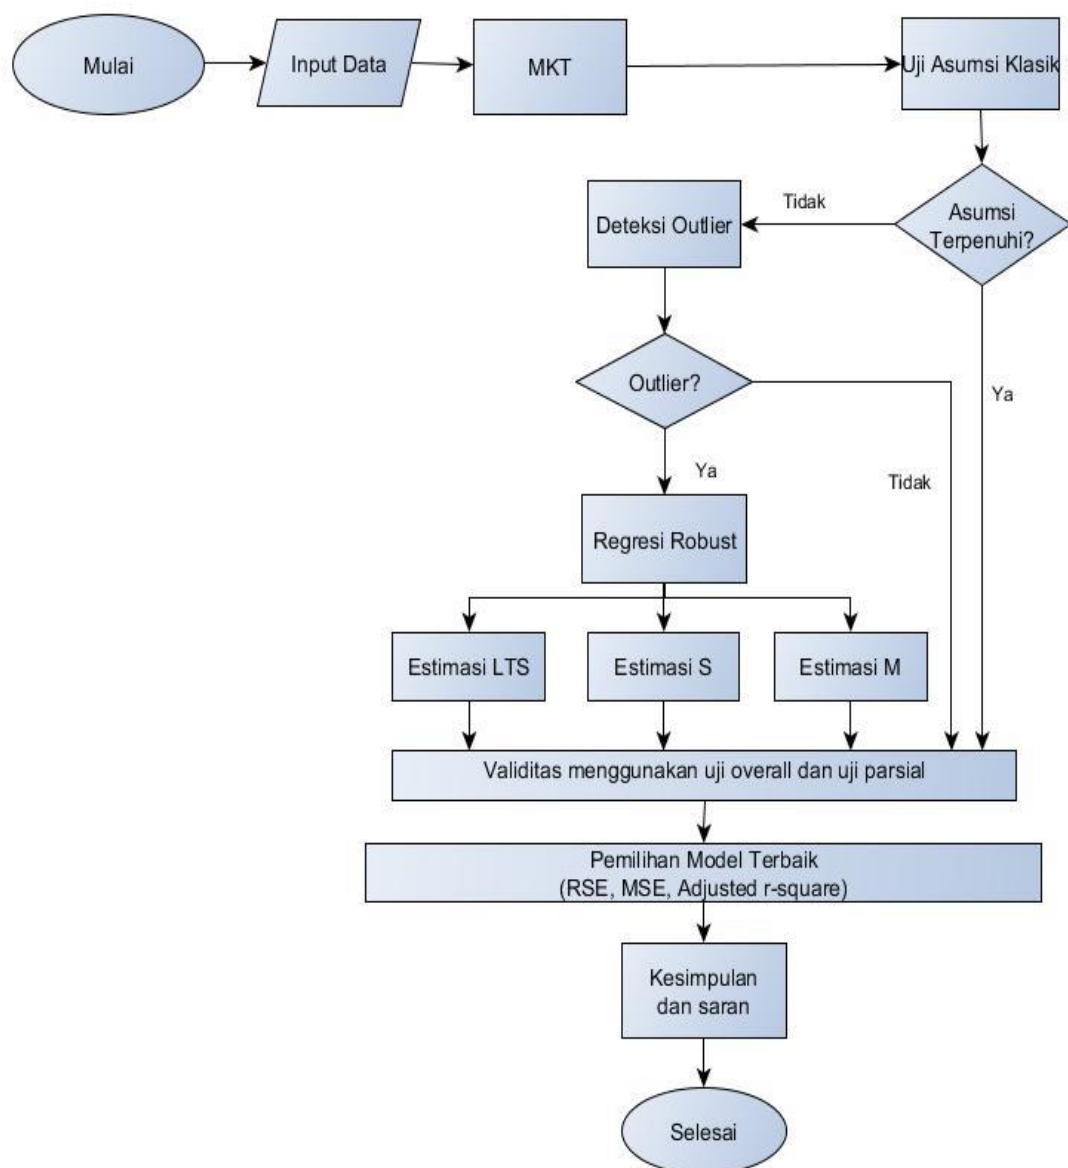 Mulai
Input Data
MKT
Uji Asumsi Klasik
Asumsi
Terpenuhi?
Tidak
Deteksi Outlier
Outlier?
Ya
Ya
Tidak
Regresi Robust
Estimasi LTS
Estimasi S
Estimasi M
Validitas menggunakan uji overall dan uji parsial
Pemilihan Model Terbaik
(RSE, MSE, Adjusted r-square)
Kesimpulan
dan saran
Selesai